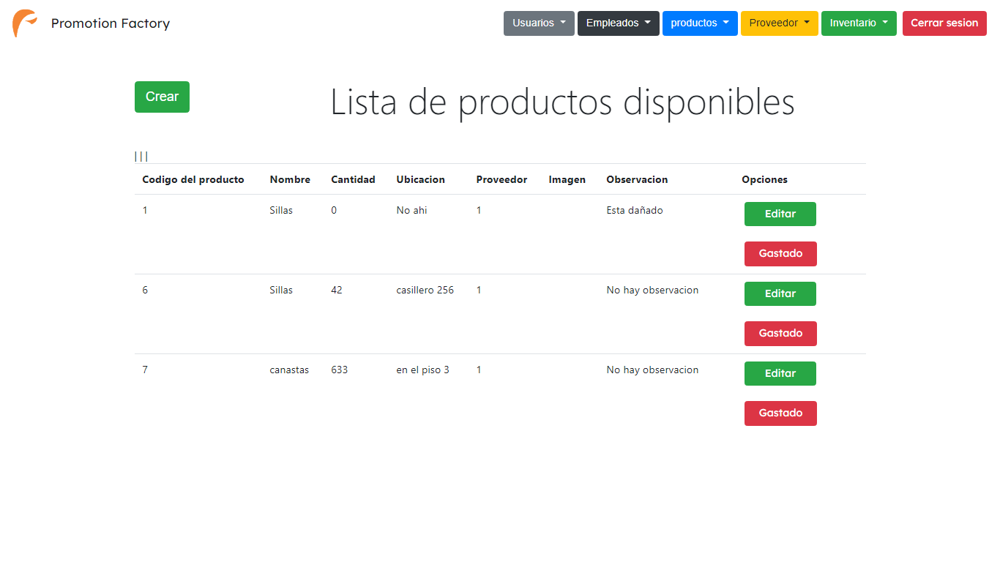 Promotion Factory Usuarios Empleados productos Proveedor Inventario Cerrar sesion
Crear Lista de productos disponibles
| | |
Codigo del producto Nombre Cantidad Ubicacion Proveedor Imagen Observacion Opciones
1 Sillas 0 No ahi 1 Esta dañado Editar
Gastado
6 Sillas 42 casillero 256 1 No hay observacion Editar
Gastado
7 canastas 633 en el piso 3 1 No hay observacion Editar
Gastado